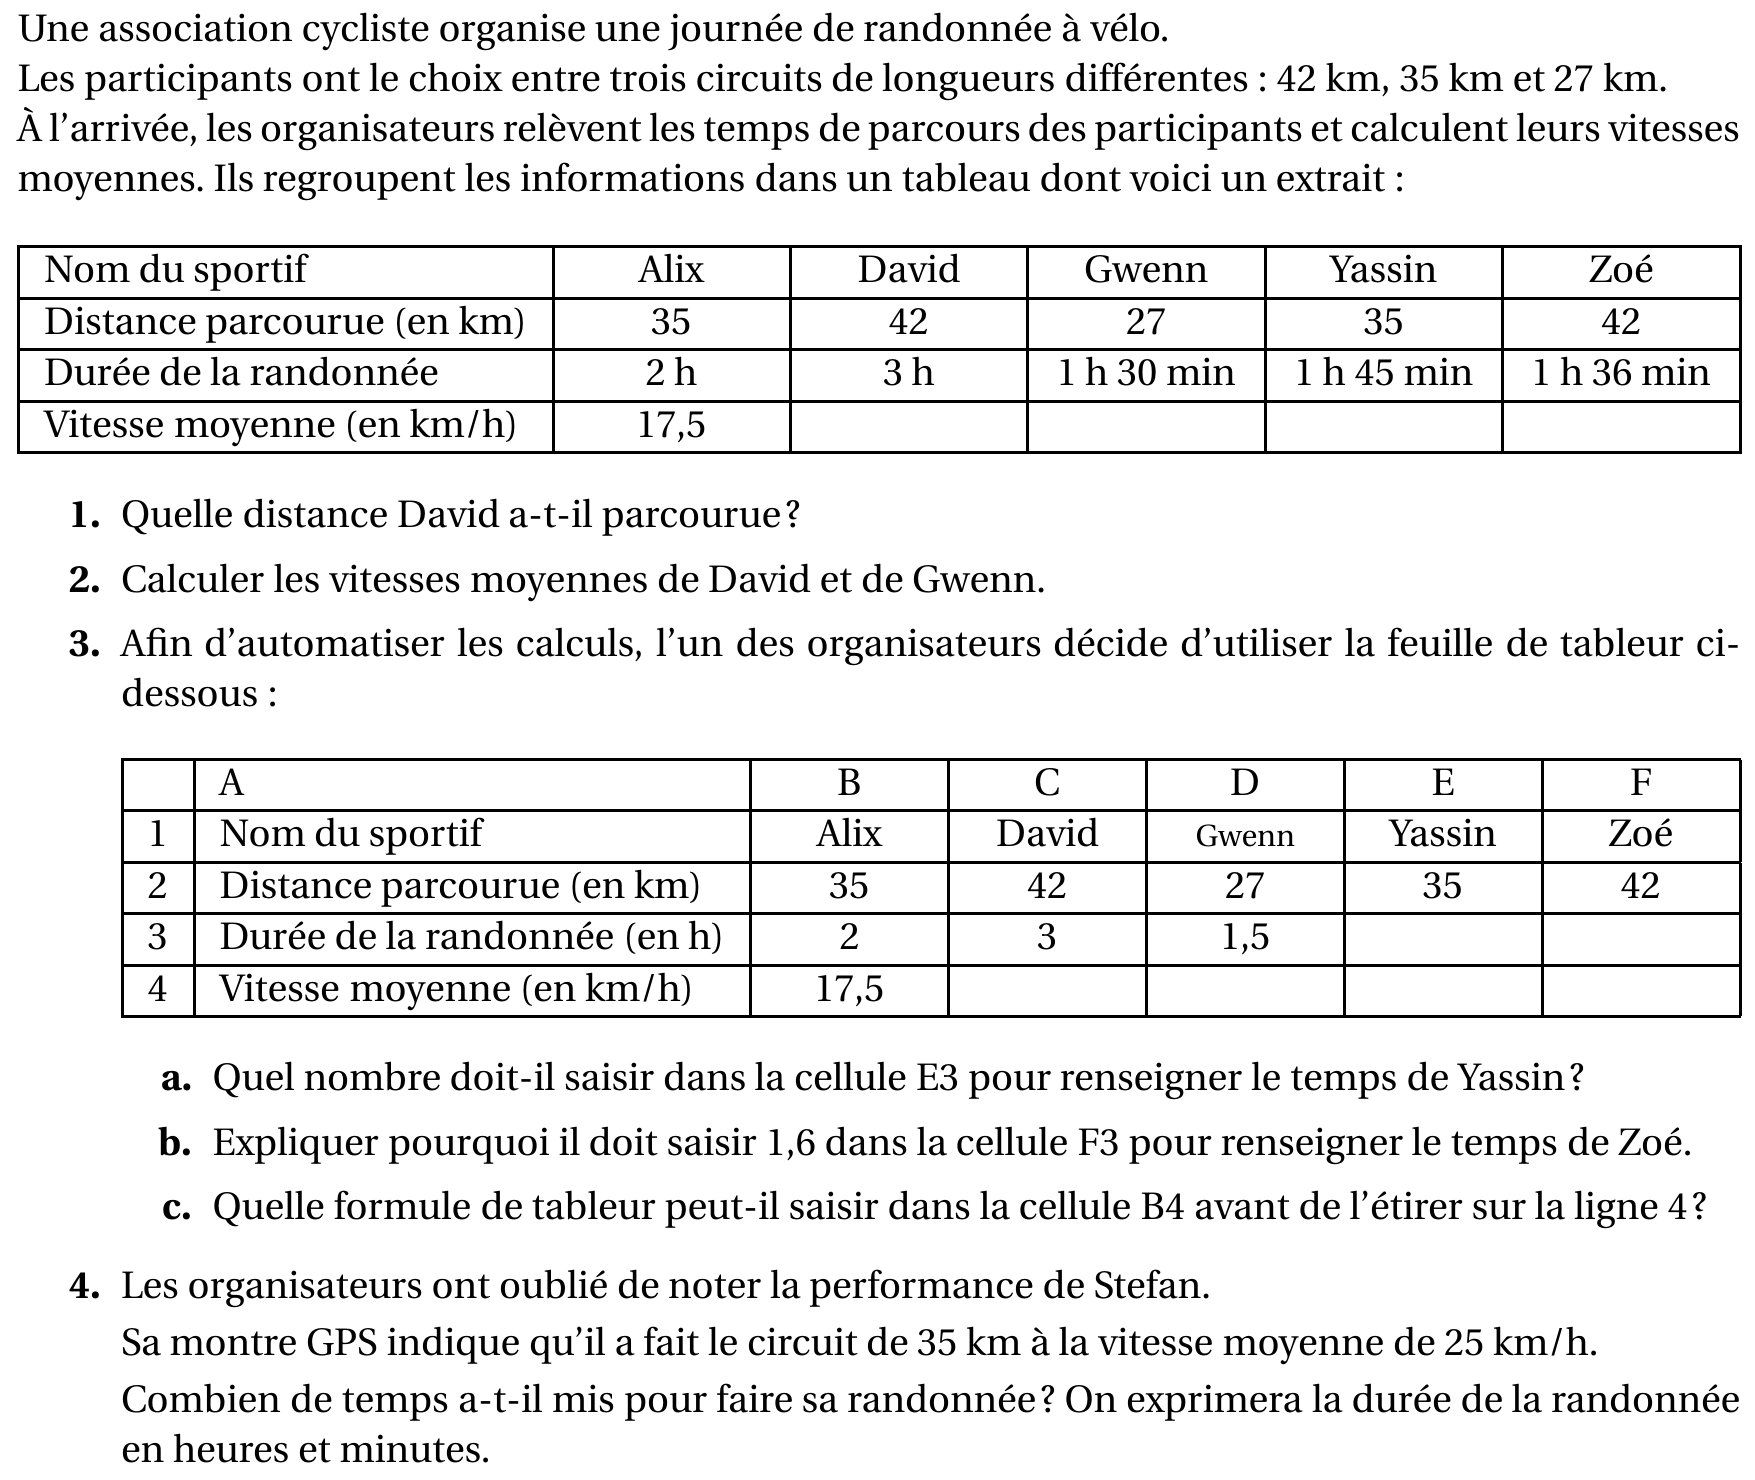 Une association cycliste organise une journée de randonnée à vélo.
Les participants ont le choix entre trois circuits de longueurs différentes : 42 km, 35 km et 27 km.
À l’arrivée, les organisateurs relèvent les temps de parcours des participants et calculent leurs vitesses
moyennes. Ils regroupent les informations dans un tableau dont voici un extrait :
Nom du sportif Alix David Gwenn Yassin Zoé
Distance parcourue (en km) 35 42 27 35 42
Durée de la randonnée 2 h 3 h 1 h 30 min 1 h 45 min 1 h 36 min
Vitesse moyenne (en km/h) 17,5
1. Quelle distance David a-t-il parcourue ?
2. Calculer les vitesses moyennes de David et de Gwenn.
3. Afin d’automatiser les calculs, l’un des organisateurs décide d’utiliser la feuille de tableur ci-
dessous :
A B C D E F
1 Nom du sportif Alix David Gwenn Yassin Zoé
2 Distance parcourue (en km) 35 42 27 35 42
3 Durée de la randonnée (en h) 2 3 1,5
4 Vitesse moyenne (en km/h) 17,5
a. Quel nombre doit-il saisir dans la cellule E3 pour renseigner le temps de Yassin ?
b. Expliquer pourquoi il doit saisir 1,6 dans la cellule F3 pour renseigner le temps de Zoé.
c. Quelle formule de tableur peut-il saisir dans la cellule B4 avant de l’étirer sur la ligne 4 ?
4. Les organisateurs ont oublié de noter la performance de Stefan.
Sa montre GPS indique qu’il a fait le circuit de 35 km à la vitesse moyenne de 25 km/h.
Combien de temps a-t-il mis pour faire sa randonnée ? On exprimera la durée de la randonnée
en heures et minutes.